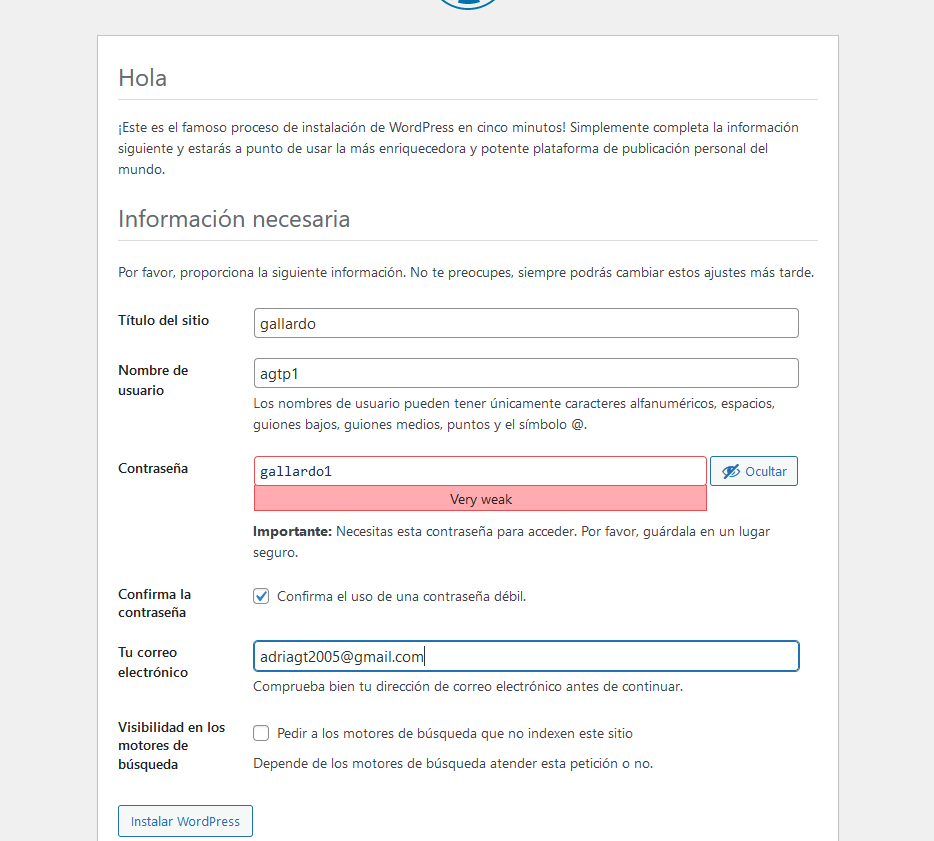 Hola
¡Este es el famoso proceso de instalación de WordPress en cinco minutos! Simplemente completa la información
siguiente y estarás a punto de usar la más enriquecedora y potente plataforma de publicación personal del
mundo.
Información necesaria
Por favor, proporciona la siguiente información. No te preocupes, siempre podrás cambiar estos ajustes más tarde.
Título del sitio
gallardo
Nombre de
usuario
agtp1
Los nombres de usuario pueden tener únicamente caracteres alfanuméricos, espacios,
guiones bajos, guiones medios, puntos y el símbolo @.
Contraseña
gallardo1
Ocultar
Very weak
Importante: Necesitas esta contraseña para acceder. Por favor, guárdala en un lugar
seguro.
Confirma la
contraseña
Confirma el uso de una contraseña débil.
Tu correo
electrónico
adriagt2005@gmail.com
Comprueba bien tu dirección de correo electrónico antes de continuar.
Visibilidad en los
motores de
búsqueda
Pedir a los motores de búsqueda que no indexen este sitio
Depende de los motores de búsqueda atender esta petición o no.
Instalar WordPress